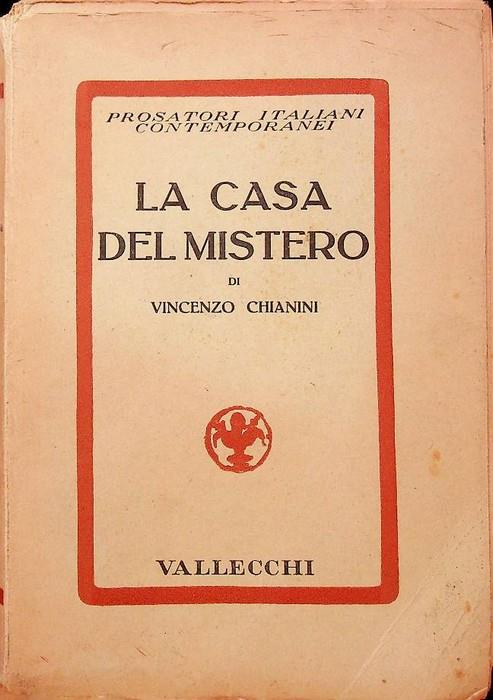 PROSATORI ITALIANI
CONTEMPORANEI
LA CASA
DEL MISTERO
DI
VINCENZO CHIANINI
VALLECCHI